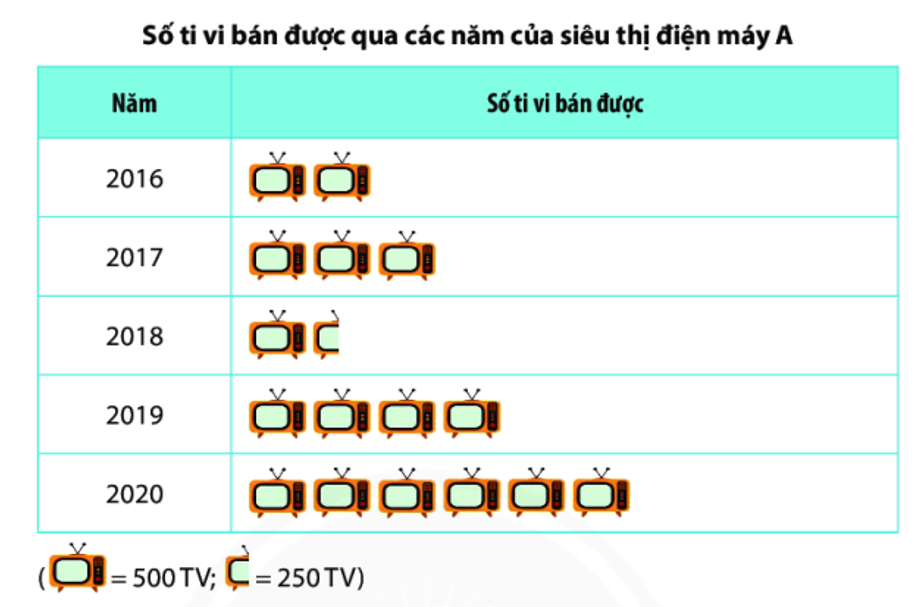 Số ti vi bán được qua các năm của siêu thị điện máy A
Năm Số ti vi bán được
2016
2017
2018
2019
2020
( = 500 TV; = 250 TV)